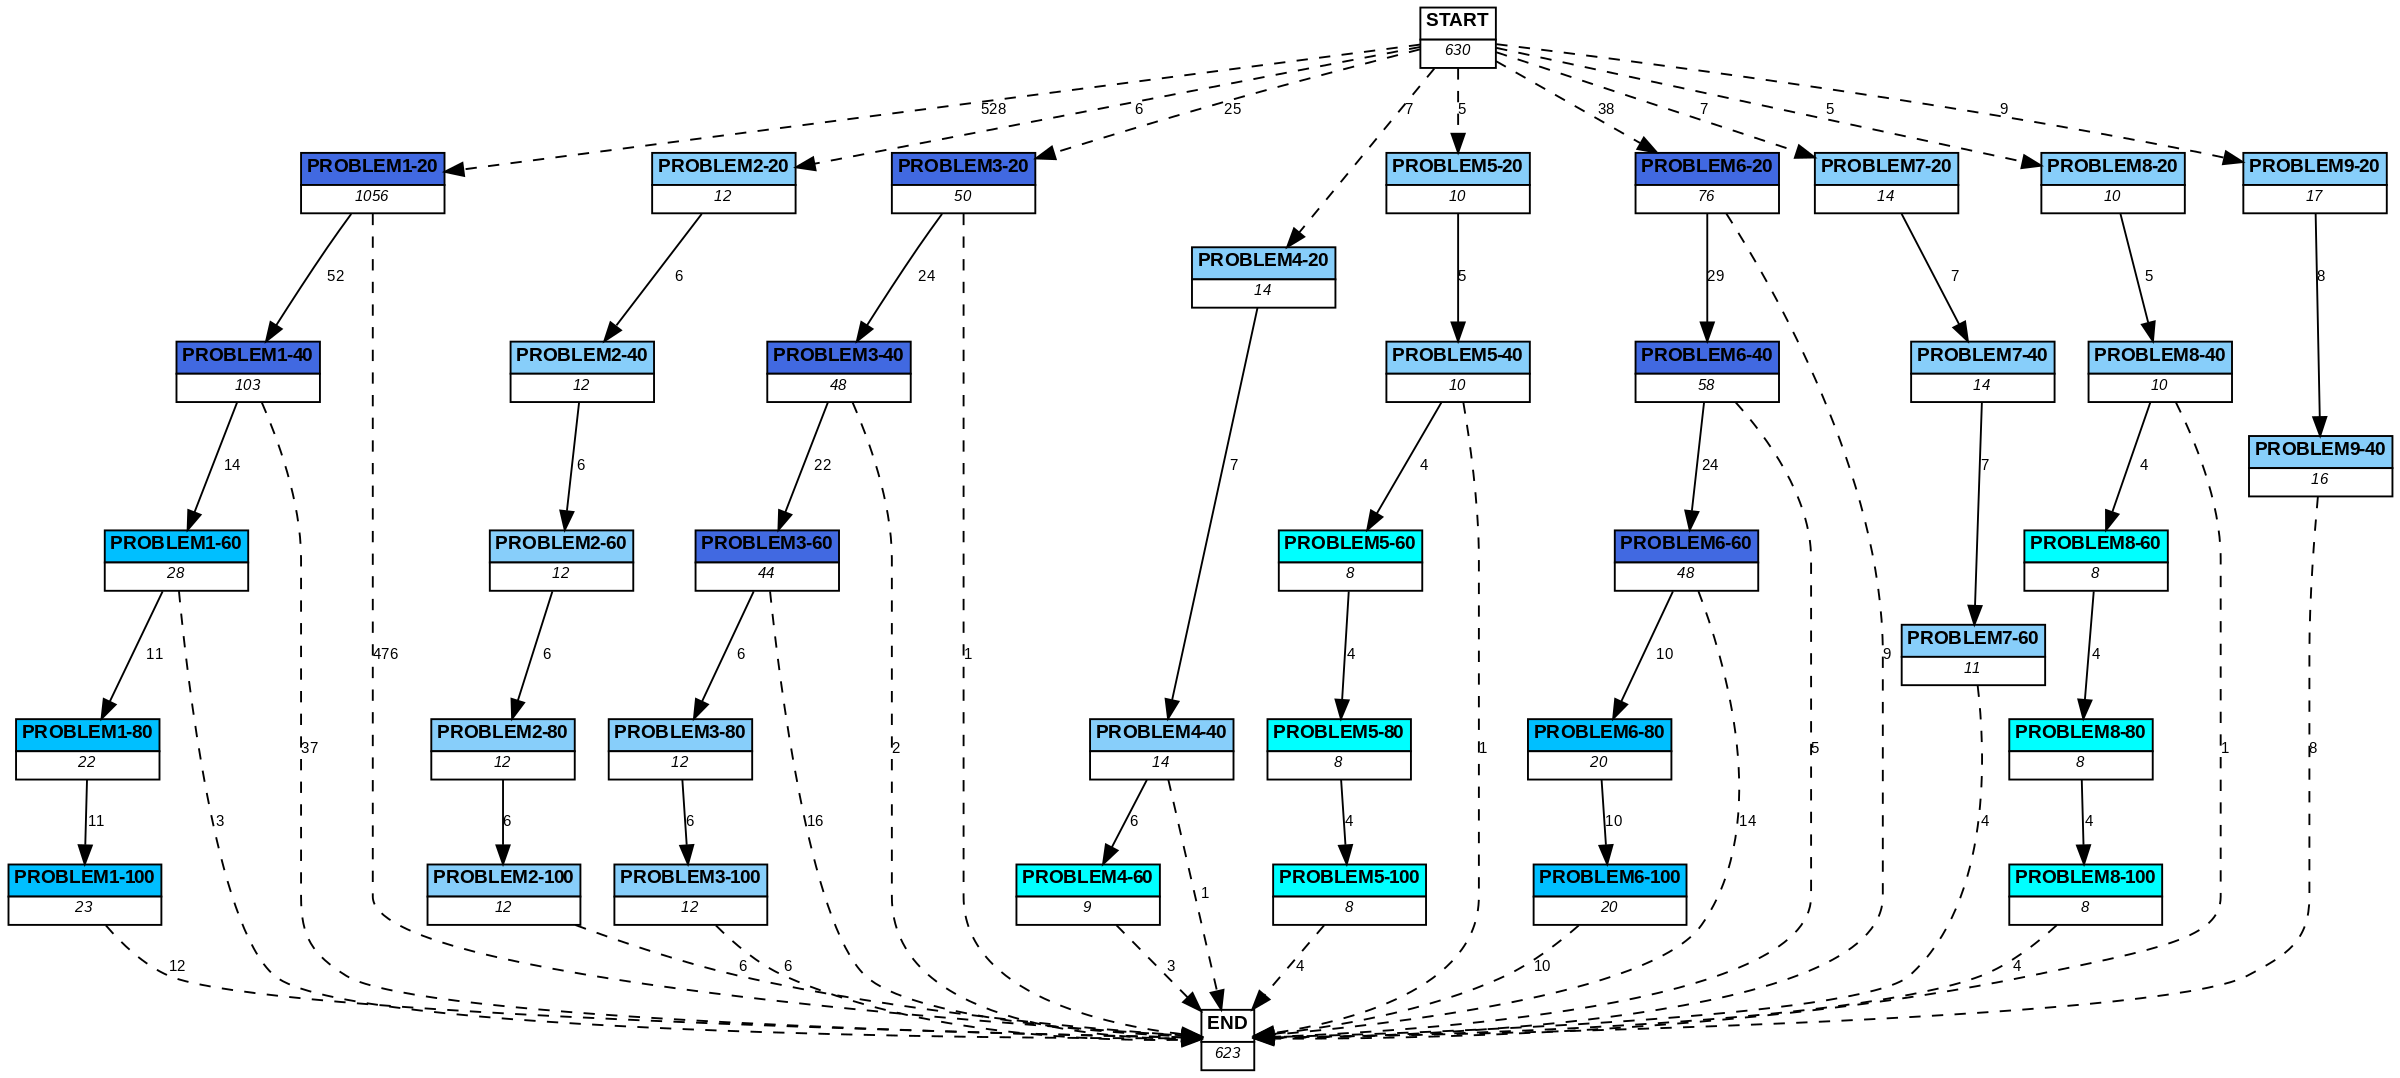 START
630
528
6
25
7
5
38
7
5
9
PROBLEM1-20
1056
PROBLEM2-20
12
PROBLEM3-20
50
PROBLEM5-20
10
PROBLEM6-20
76
PROBLEM7-20
14
PROBLEM8-20
10
PROBLEM9-20
17
PROBLEM4-20
14
52
6
24
5
29
7
5
8
PROBLEM1-40
103
PROBLEM2-40
12
PROBLEM3-40
48
PROBLEM5-40
10
PROBLEM6-40
58
PROBLEM7-40
14
PROBLEM8-40
10
PROBLEM9-40
16
14
6
22
7
4
24
7
4
PROBLEM1-60
28
PROBLEM2-60
12
PROBLEM3-60
44
PROBLEM5-60
8
PROBLEM6-60
48
PROBLEM8-60
8
PROBLEM7-60
11
11
476
6
6
1
4
10
9
4
PROBLEM1-80
22
37
PROBLEM2-80
12
PROBLEM3-80
12
2
PROBLEM4-40
14
PROBLEM5-80
8
1
PROBLEM6-80
20
5
PROBLEM8-80
8
1
8
11
3
6
6
16
6
4
10
14
4
4
PROBLEM1-100
23
PROBLEM2-100
12
PROBLEM3-100
12
PROBLEM4-60
9
1
PROBLEM5-100
8
PROBLEM6-100
20
PROBLEM8-100
8
12
6
6
3
4
10
4
END
623